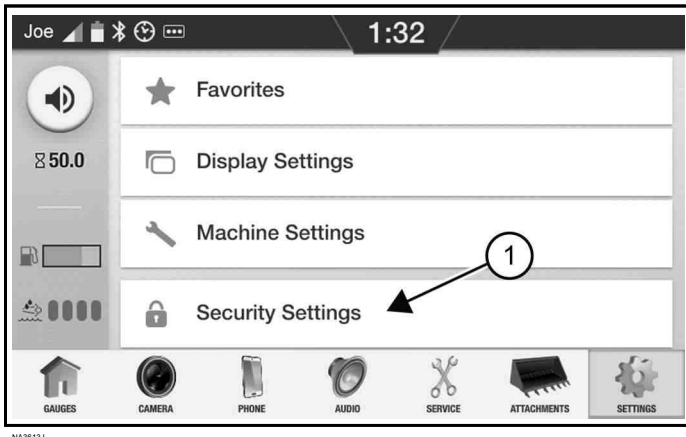 Joe 1:32
Favorites
50.0 Display Settings
Machine Settings
1
Security Settings
GAUGES CAMERA PHONE AUDIO SERVICE ATTACHMENTS SETTINGS